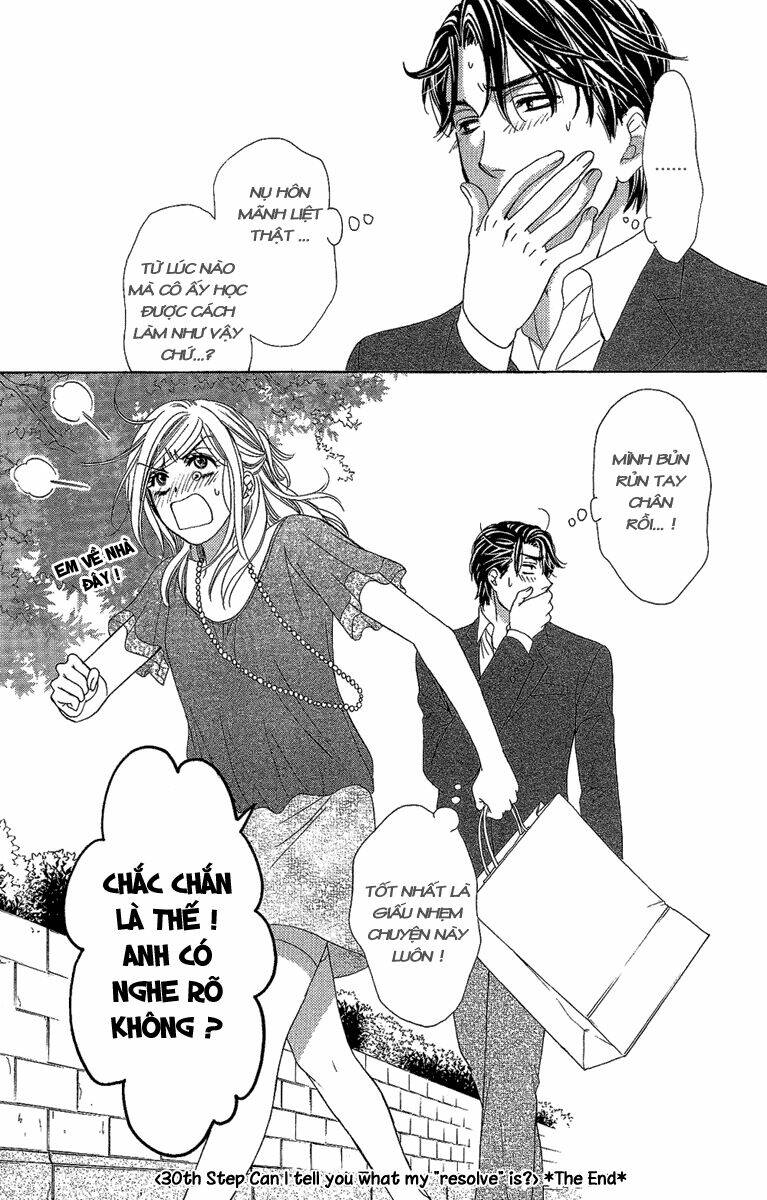 ......
NỤ HÔN
MÃNH LIỆT
THẬT ...
TỪ LÚC NÀO
MÀ CÔ ẤY HỌC
ĐƯỢC CÁCH
LÀM NHƯ VẬY
CHỨ...?
MÌNH BỦN
RỦN TAY
CHÂN
RỒI... !
EM VỀ NHÀ
ĐÂY !
TỐT NHẤT LÀ
GIẤU NHẸM
CHUYỆN NÀY
LUÔN !
CHẮC CHẮN
LÀ THẾ !
ANH CÓ
NGHE RÕ
KHÔNG ?
<30th Step Can I tell you what my "resolve" is?> *The End*